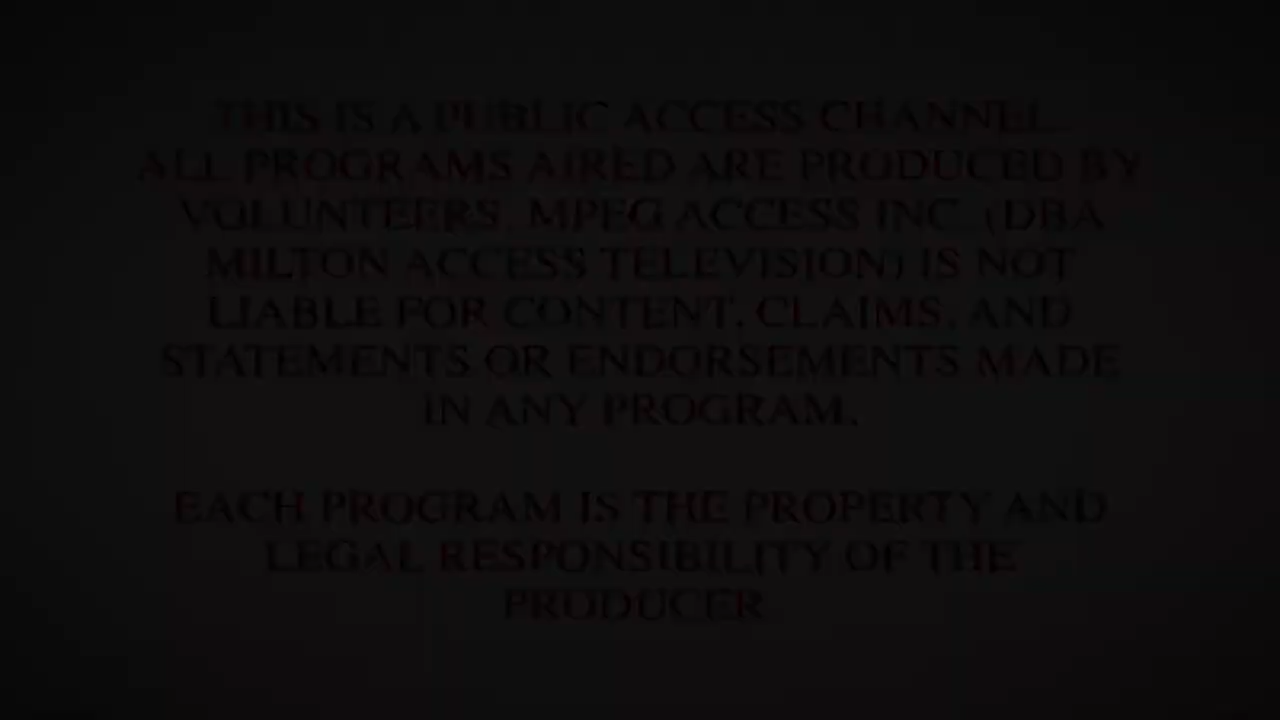 THIS IS A PUBLIC ACCESS CHANNEL.
ALL PROGRAMS AIRED ARE PRODUCED BY
VOLUNTEERS. MPEG ACCESS INC. (DBA
MILTON ACCESS TELEVISION) IS NOT
LIABLE FOR CONTENT, CLAIMS, AND
STATEMENTS OR ENDORSEMENTS MADE
IN ANY PROGRAM.
EACH PROGRAM IS THE PROPERTY AND
LEGAL RESPONSIBILITY OF THE
PRODUCER